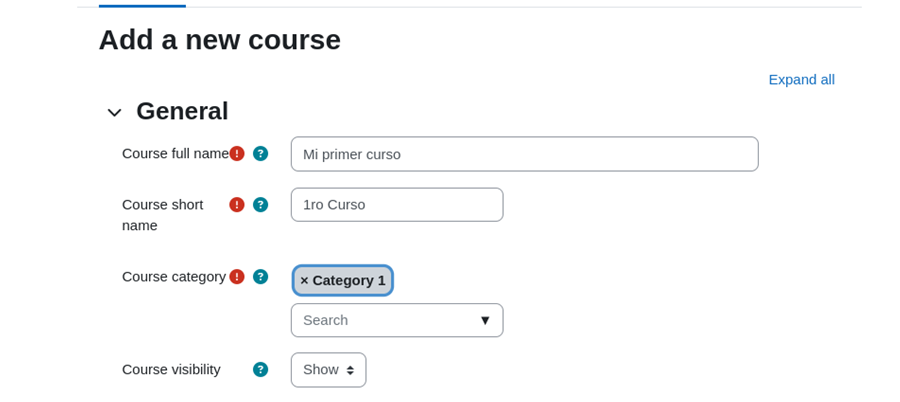 Add a new course
Expand all
General
Course full name
Mi primer curso
Course short
name
1ro Curso
Course category
× Category 1
Search
Course visibility
Show